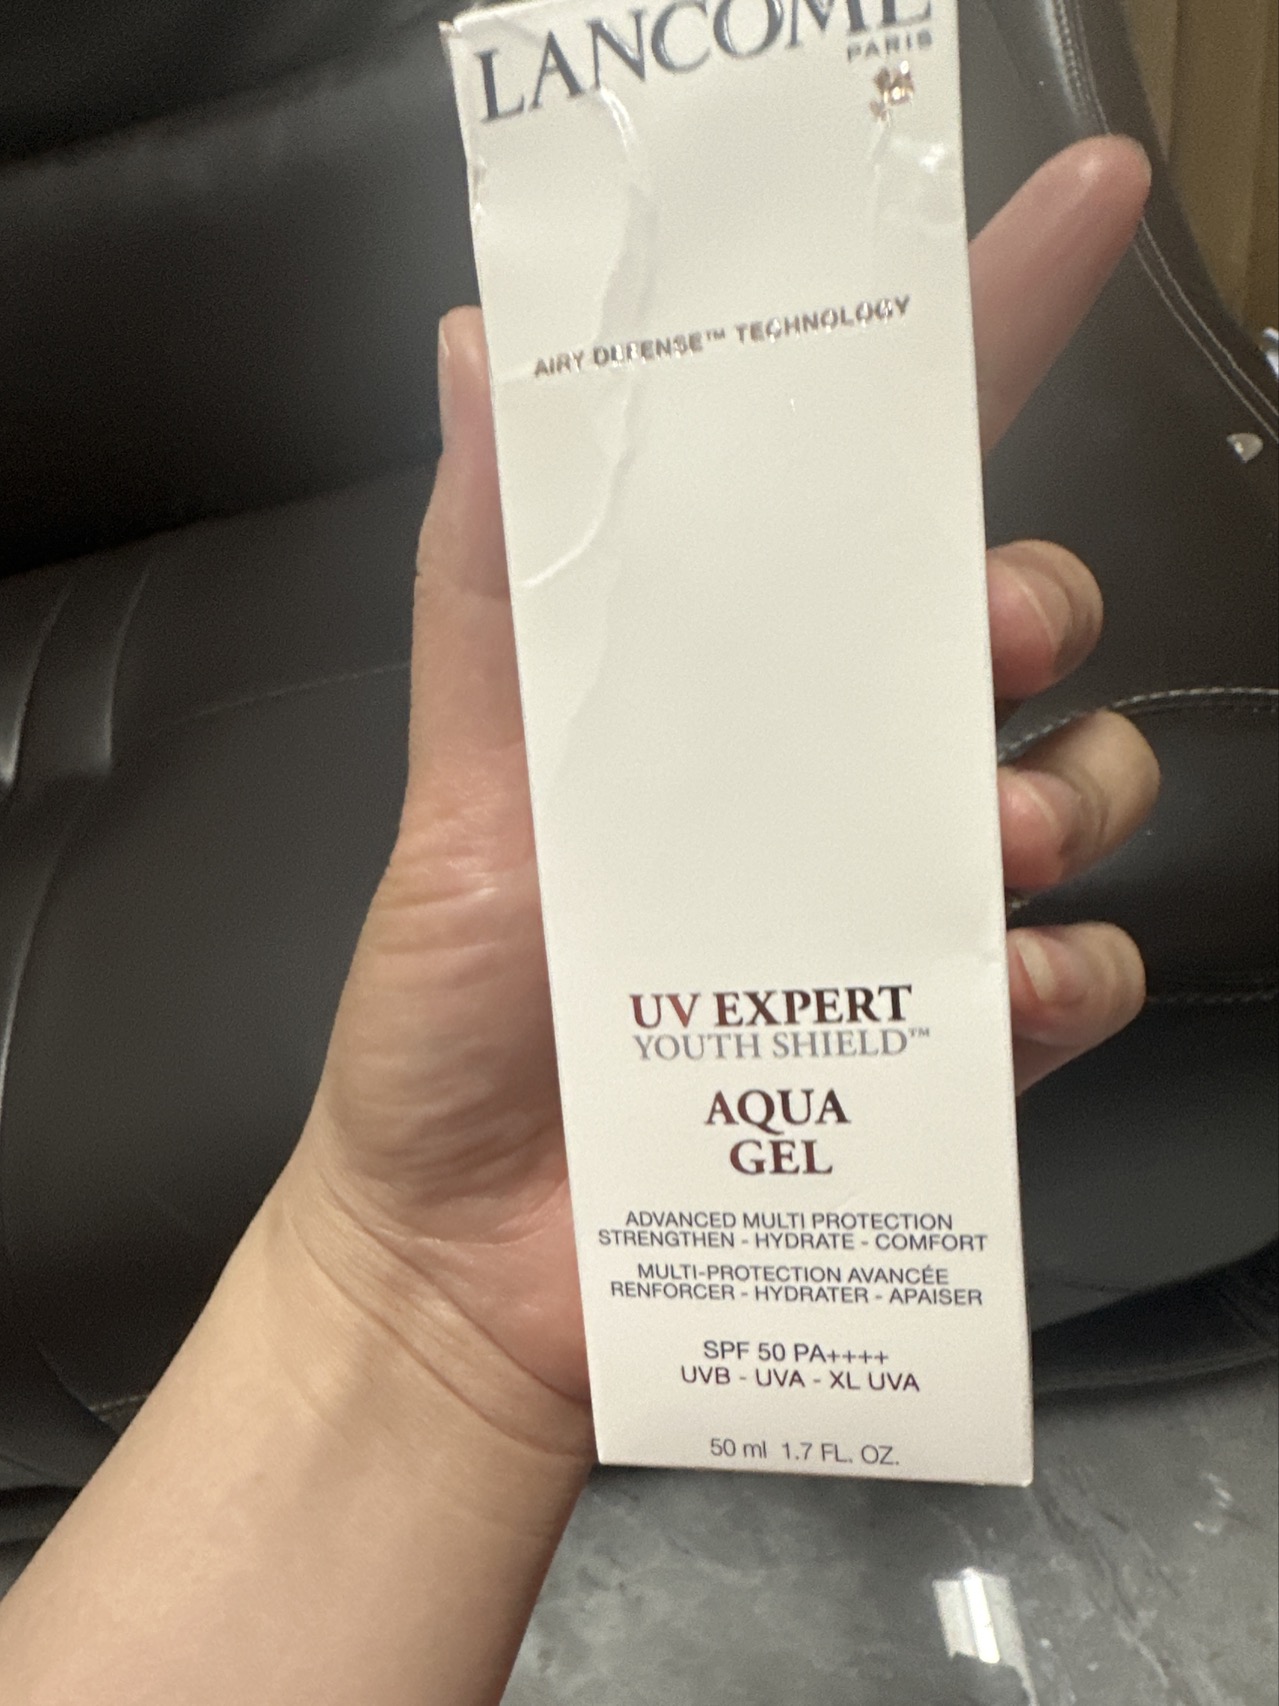 LANCOME
PARIS
AIRY DEFENSE™ TECHNOLOGY
UV EXPERT
YOUTH SHIELD™
AQUA
GEL
ADVANCED MULTI PROTECTION
STRENGTHEN - HYDRATE - COMFORT
MULTI-PROTECTION AVANCÉE
RENFORCER - HYDRATER - APAISER
SPF 50 PA++++
UVB - UVA - XL UVA
50 ml 1.7 FL. OZ.